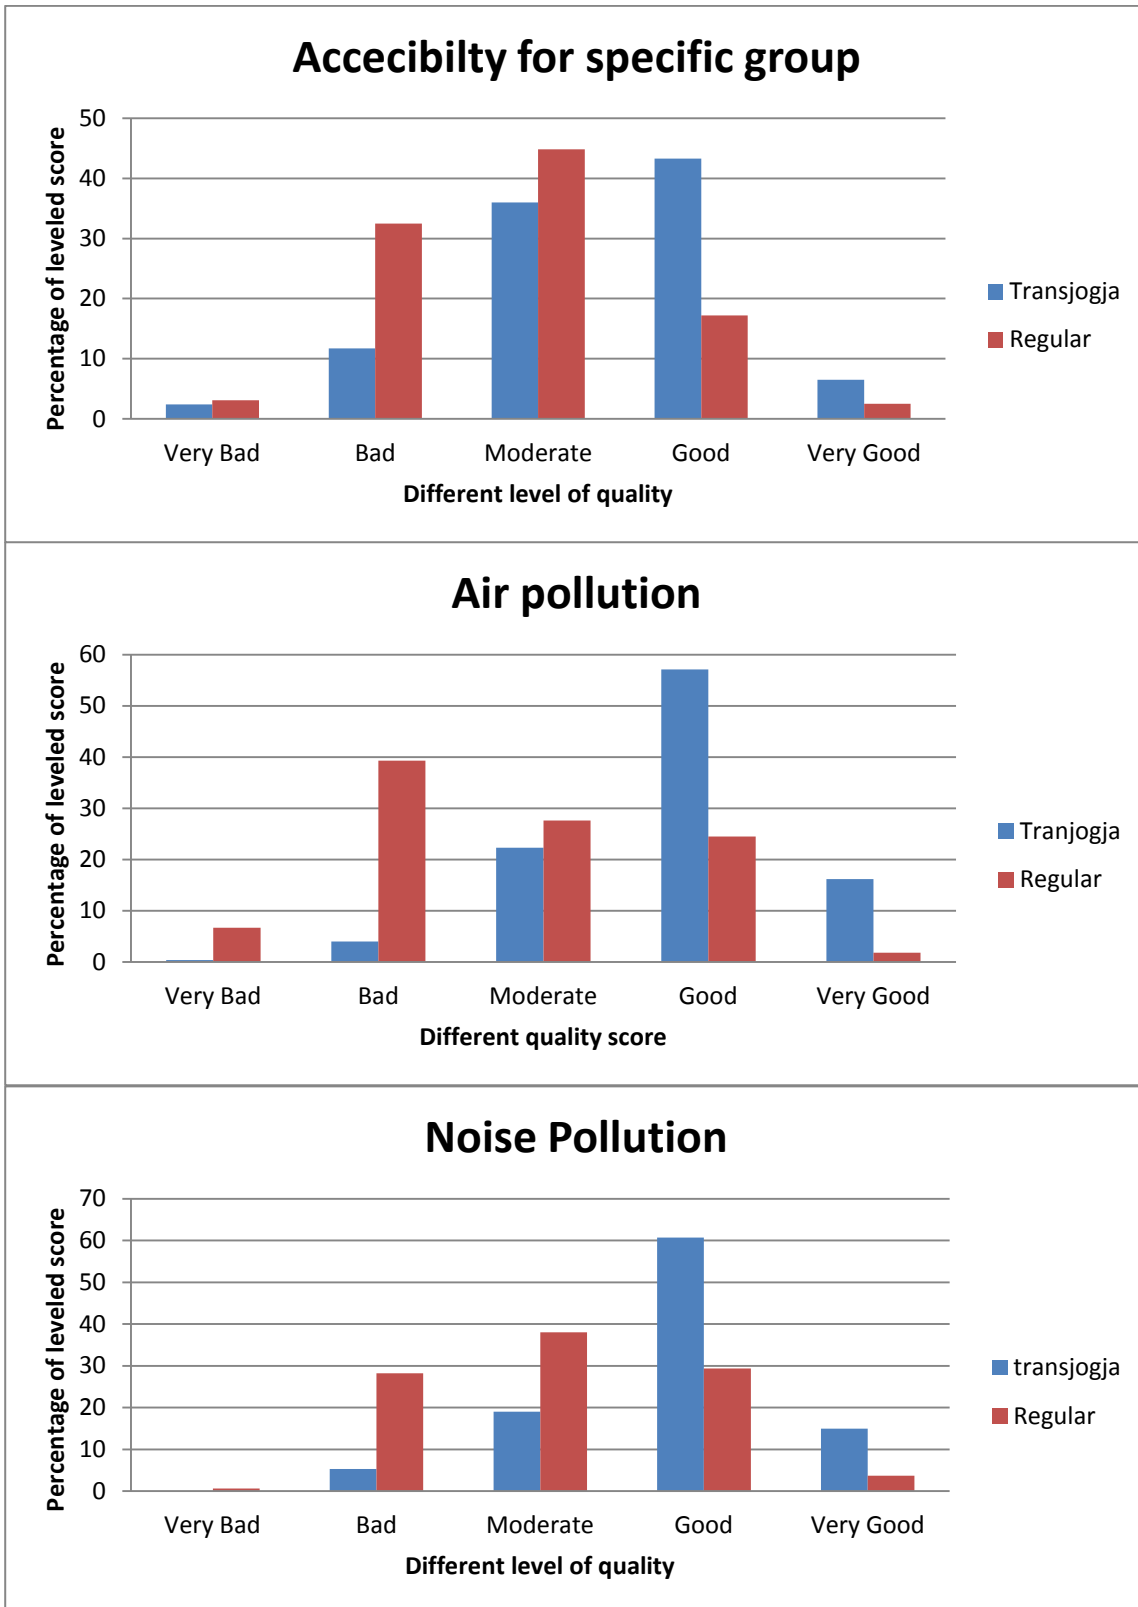 Accecibilty for specific group
Percentage of leveled score
50
40
30
20
10
0
Very Bad Bad Moderate Good Very Good
Different level of quality
Transjogja
Regular
Air pollution
Percentage of leveled score
60
50
40
30
20
10
0
Very Bad Bad Moderate Good Very Good
Different quality score
Tranjogja
Regular
Noise Pollution
Percentage of leveled score
70
60
50
40
30
20
10
0
Very Bad Bad Moderate Good Very Good
Different level of quality
transjogja
Regular